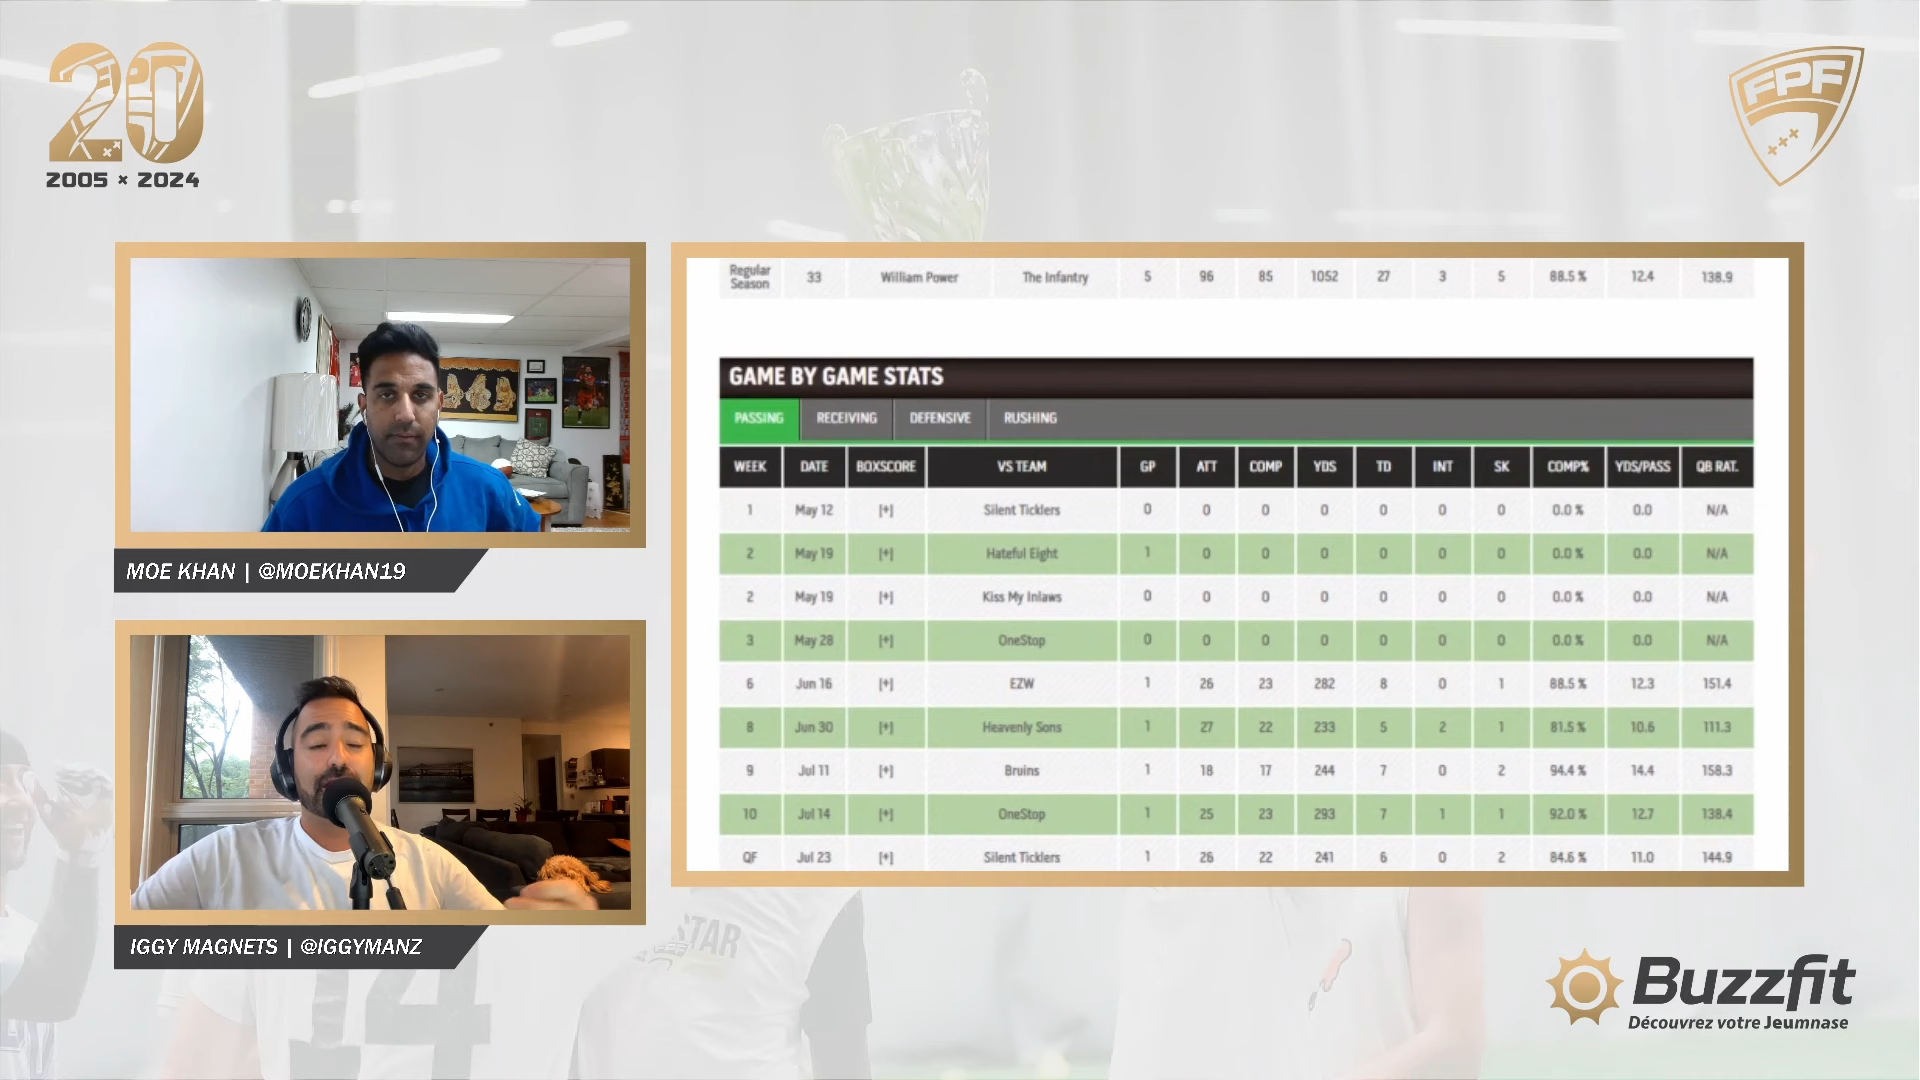 20
2005 × 2024
FPF
MOE KHAN | @MOEKHAN19
IGGY MAGNETS | @IGGYMANZ
Regular Season 33 William Power The Infantry 5 96 85 1052 27 3 5 88.5 % 12.4 138.9
GAME BY GAME STATS
PASSING RECEIVING DEFENSIVE RUSHING
WEEK DATE BOXSCORE VS TEAM GP ATT COMP YDS TD INT SK COMP% YDS/PASS QB RAT.
1 May 12 [+] Silent Ticklers 0 0 0 0 0 0 0 0.0 % 0.0 N/A
2 May 19 [+] Hateful Eight 1 0 0 0 0 0 0 0.0 % 0.0 N/A
2 May 19 [+] Kiss My Inlaws 0 0 0 0 0 0 0 0.0 % 0.0 N/A
3 May 28 [+] OneStop 0 0 0 0 0 0 0 0.0 % 0.0 N/A
6 Jun 16 [+] EZW 1 26 23 282 8 0 1 88.5 % 12.3 151.4
8 Jun 30 [+] Heavenly Sons 1 27 22 233 5 2 1 81.5 % 10.6 111.3
9 Jul 11 [+] Bruins 1 18 17 244 7 0 2 94.4 % 14.4 158.3
10 Jul 14 [+] OneStop 1 25 23 293 7 1 1 92.0 % 12.7 138.4
QF Jul 23 [+] Silent Ticklers 1 26 22 241 6 0 2 84.6 % 11.0 144.9
STAR
14
Buzzfit
Découvrez votre Jeumnase